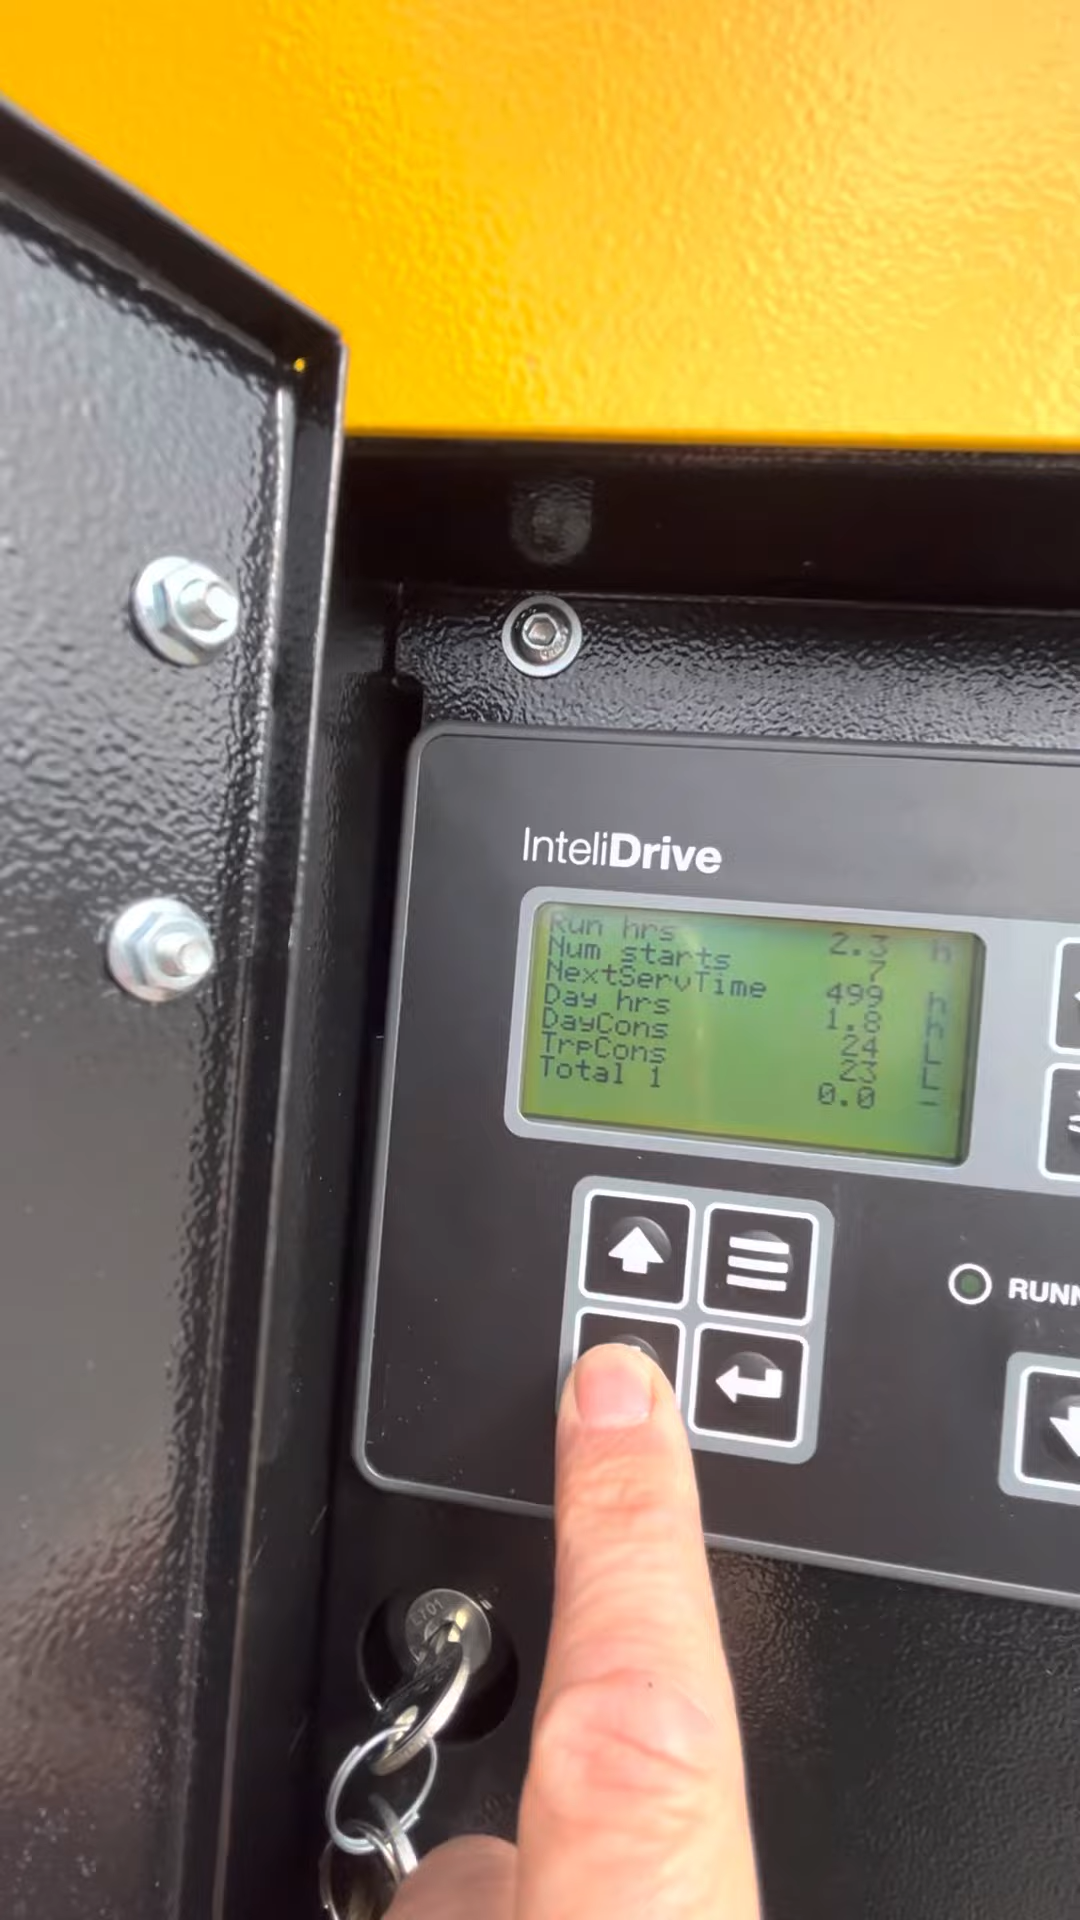 InteliDrive
Run hrs 2.3 h
Num starts 7
NextServTime 499 h
Day hrs 1.8 h
DayCons 24 L
TrpCons 23 L
Total 1 0.0 -
RUNN